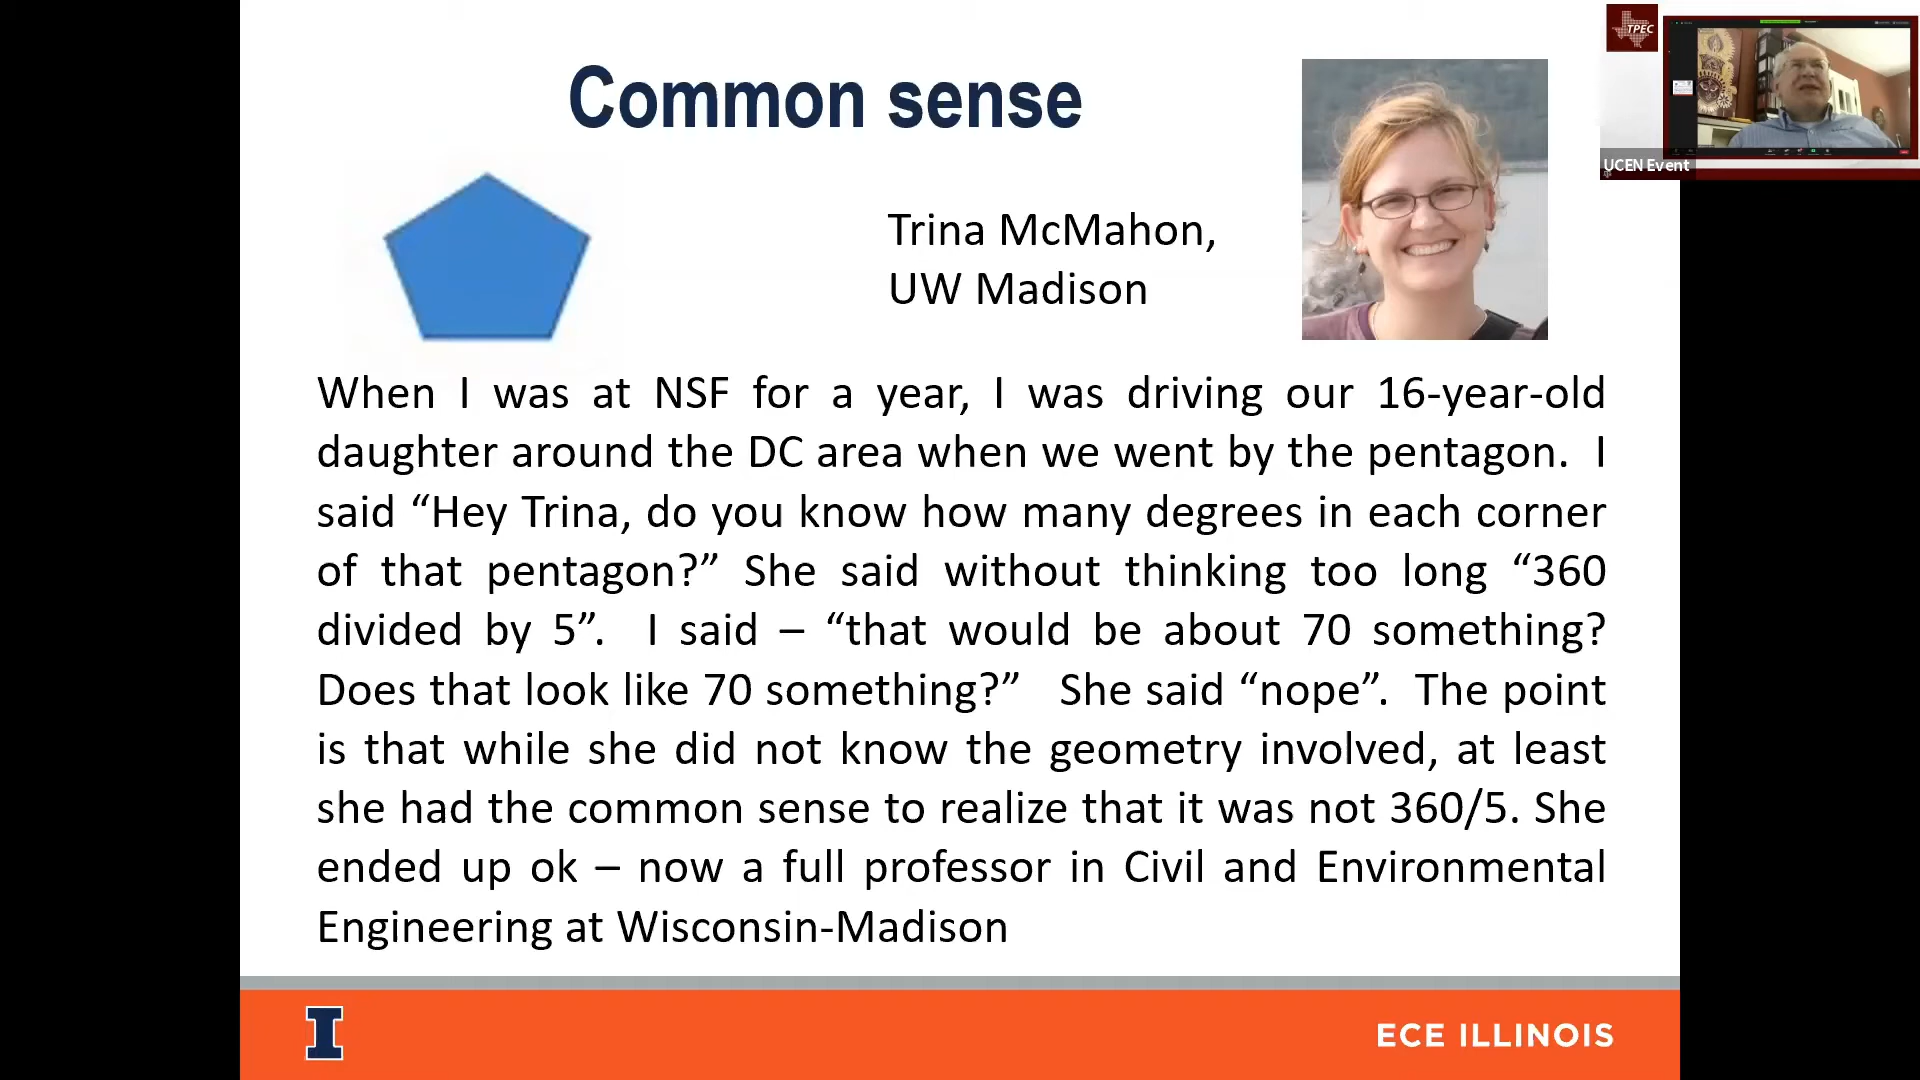 Common sense
TPEC
UCEN Event
Trina McMahon,
UW Madison
When I was at NSF for a year, I was driving our 16-year-old
daughter around the DC area when we went by the pentagon. I
said “Hey Trina, do you know how many degrees in each corner
of that pentagon?” She said without thinking too long “360
divided by 5”. I said – “that would be about 70 something?
Does that look like 70 something?” She said “nope”. The point
is that while she did not know the geometry involved, at least
she had the common sense to realize that it was not 360/5. She
ended up ok – now a full professor in Civil and Environmental
Engineering at Wisconsin-Madison
I
ECE ILLINOIS